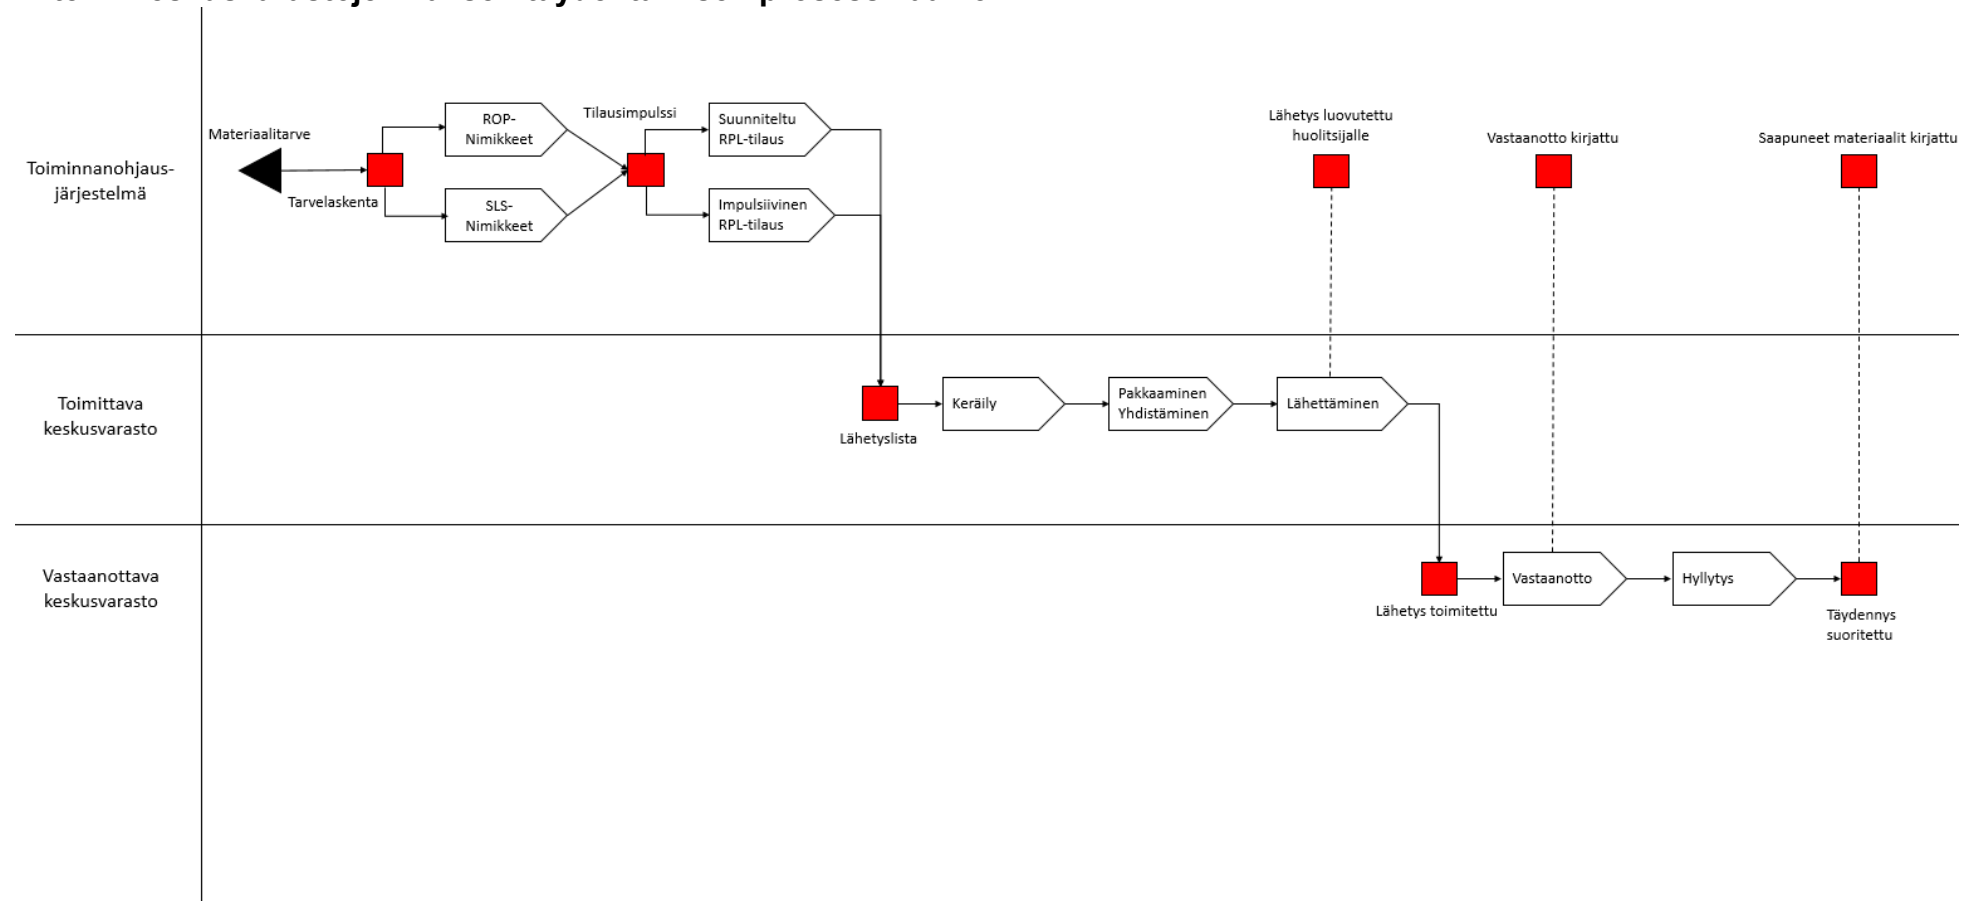 Materiaalitarve
Toiminnanohjaus-
järjestelmä
Tarvelaskenta
ROP-
Nimikkeet
SLS-
Nimikkeet
Tilausimpulssi
Suunniteltu
RPL-tilaus
Impulsiivinen
RPL-tilaus
Lähetys luovutettu
huolitsijalle
Vastaanotto kirjattu
Saapuneet materiaalit kirjattu
Toimittava
keskusvarasto
Lähetyslista
Keräily
Pakkaaminen
Yhdistäminen
Lähettäminen
Vastaanottava
keskusvarasto
Lähetys toimitettu
Vastaanotto
Hyllytys
Täydennys
suoritettu